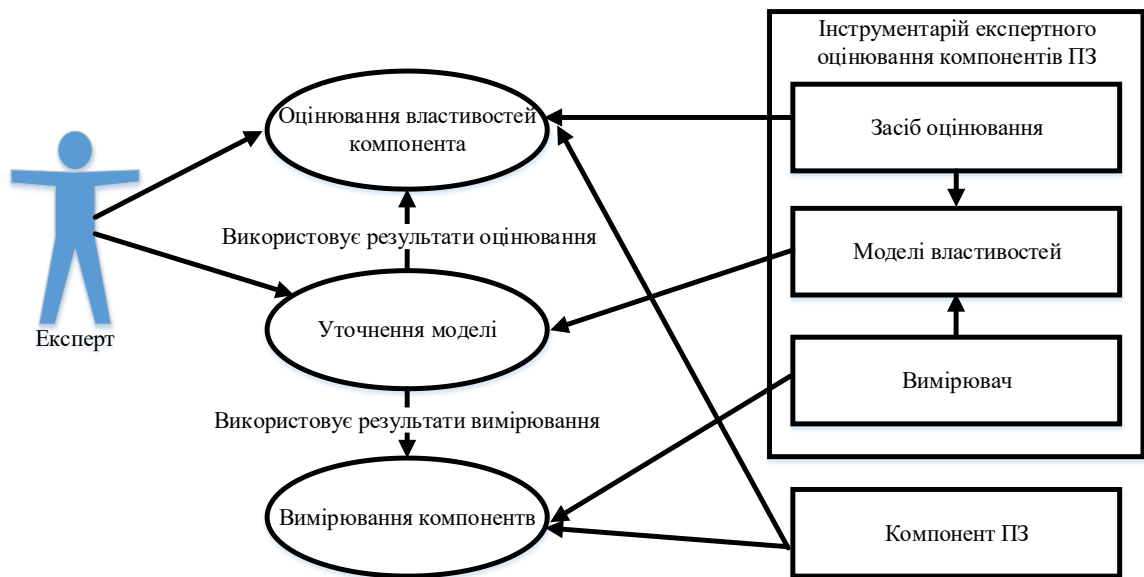 Інструментарій експертного
оцінювання компонентів ПЗ
Оцінювання властивостей
компонента
Засіб оцінювання
Використовує результати оцінювання
Моделі властивостей
Експерт
Уточнення моделі
Вимірювач
Використовує результати вимірювання
Вимірювання компонентв
Компонент ПЗ